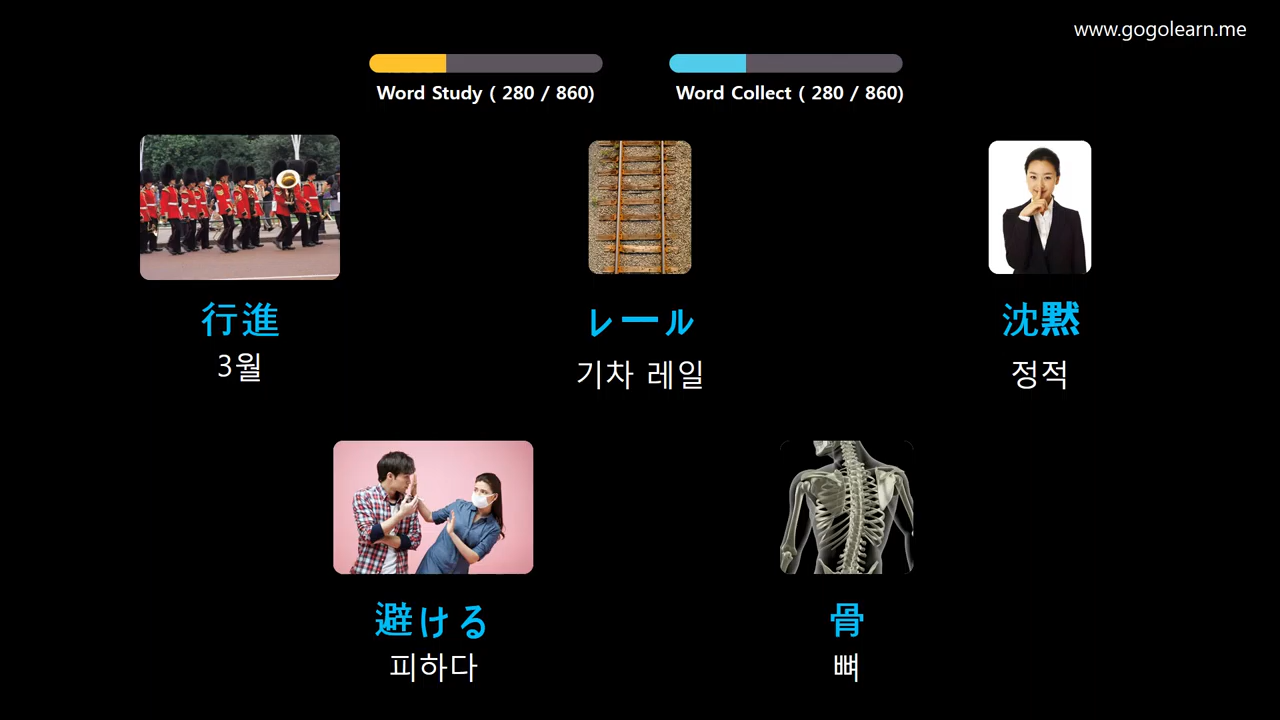 www.gogolearn.me
Word Study ( 280 / 860)
Word Collect ( 280 / 860)
行進
3월
レール
기차 레일
沈黙
정적
避ける
피하다
骨
뼈